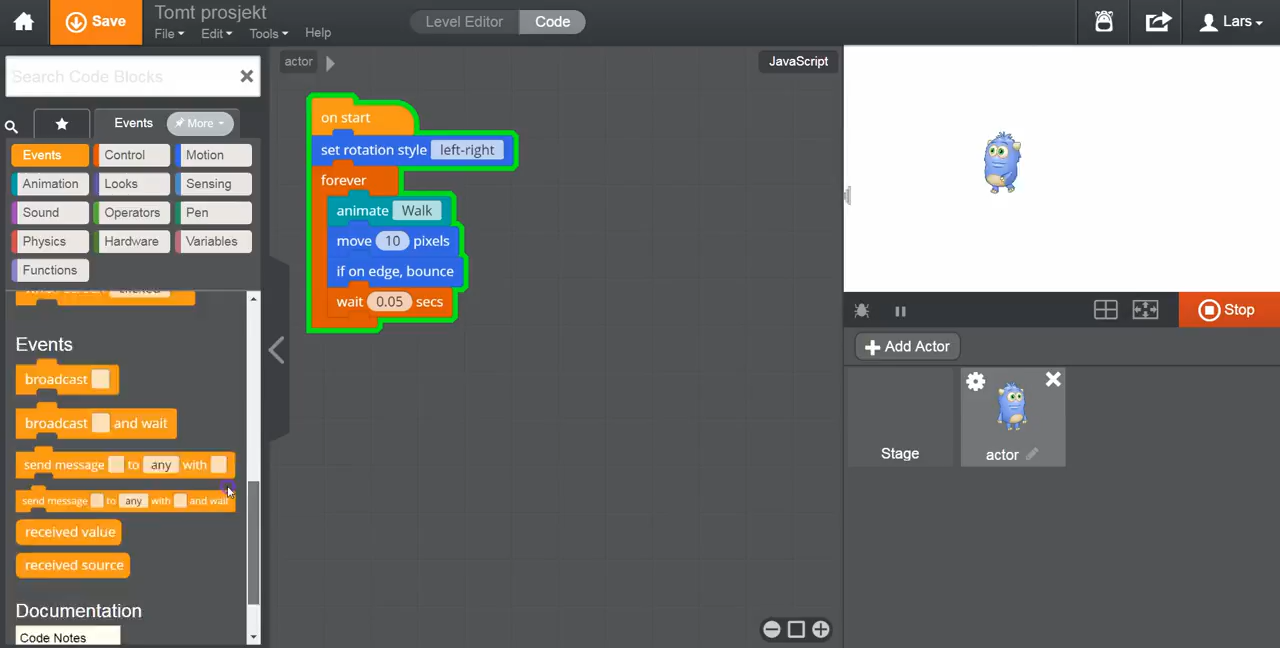 Save
Tomt prosjekt
File Edit Tools Help
Level Editor Code
Lars
Search Code Blocks
actor
JavaScript
Events More
Events Control Motion
Animation Looks Sensing
Sound Operators Pen
Physics Hardware Variables
Functions
clicked
Events
broadcast
broadcast and wait
send message to any with
send message to any with and wait
received value
received source
Documentation
Code Notes
on start
set rotation style left-right
forever
animate Walk
move 10 pixels
if on edge, bounce
wait 0.05 secs
Stop
Add Actor
Stage
actor